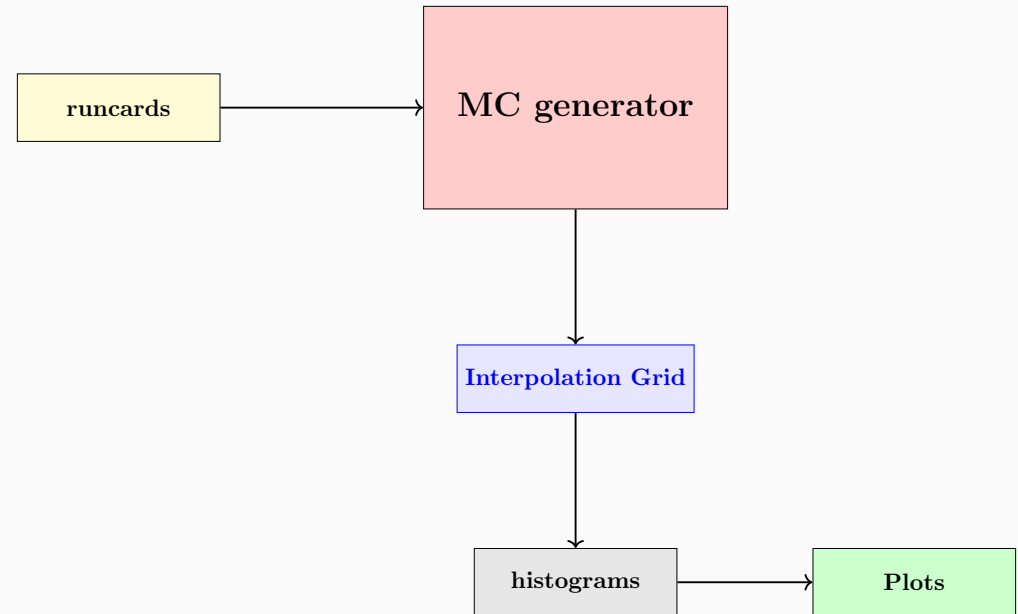 runcards
MC generator
Interpolation Grid
histograms
Plots